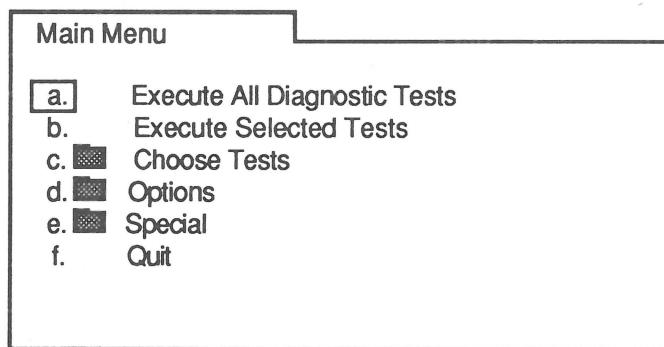 Main Menu
a. Execute All Diagnostic Tests
b. Execute Selected Tests
c. Choose Tests
d. Options
e. Special
f. Quit